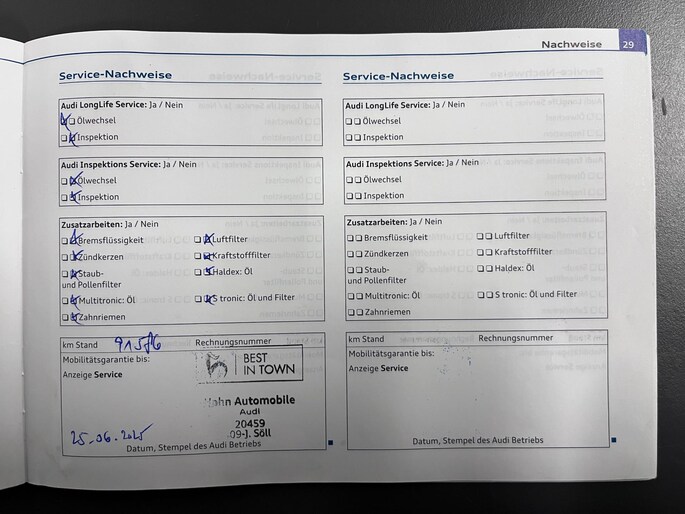 Nachweise 29
Service-Nachweise
Audi LongLife Service: Ja / Nein
Ölwechsel
Inspektion
Audi Inspektions Service: Ja / Nein
Ölwechsel
Inspektion
Zusatzarbeiten: Ja / Nein
Bremsflüssigkeit Luftfilter
Zündkerzen Kraftstofffilter
Staub- Haldex: Öl
und Pollenfilter
Multitronic: Öl S tronic: Öl und Filter
Zahnriemen
km Stand Rechnungsnummer
Mobilitätsgarantie bis:
Anzeige Service
BEST
IN TOWN
Automobile
Audi
20459
Söll
25.06.2025
Datum, Stempel des Audi Betriebs
Service-Nachweise
Audi LongLife Service: Ja / Nein
Ölwechsel
Inspektion
Audi Inspektions Service: Ja / Nein
Ölwechsel
Inspektion
Zusatzarbeiten: Ja / Nein
Bremsflüssigkeit Luftfilter
Zündkerzen Kraftstofffilter
Staub- Haldex: Öl
und Pollenfilter
Multitronic: Öl S tronic: Öl und Filter
Zahnriemen
km Stand Rechnungsnummer
Mobilitätsgarantie bis:
Anzeige Service
Datum, Stempel des Audi Betriebs